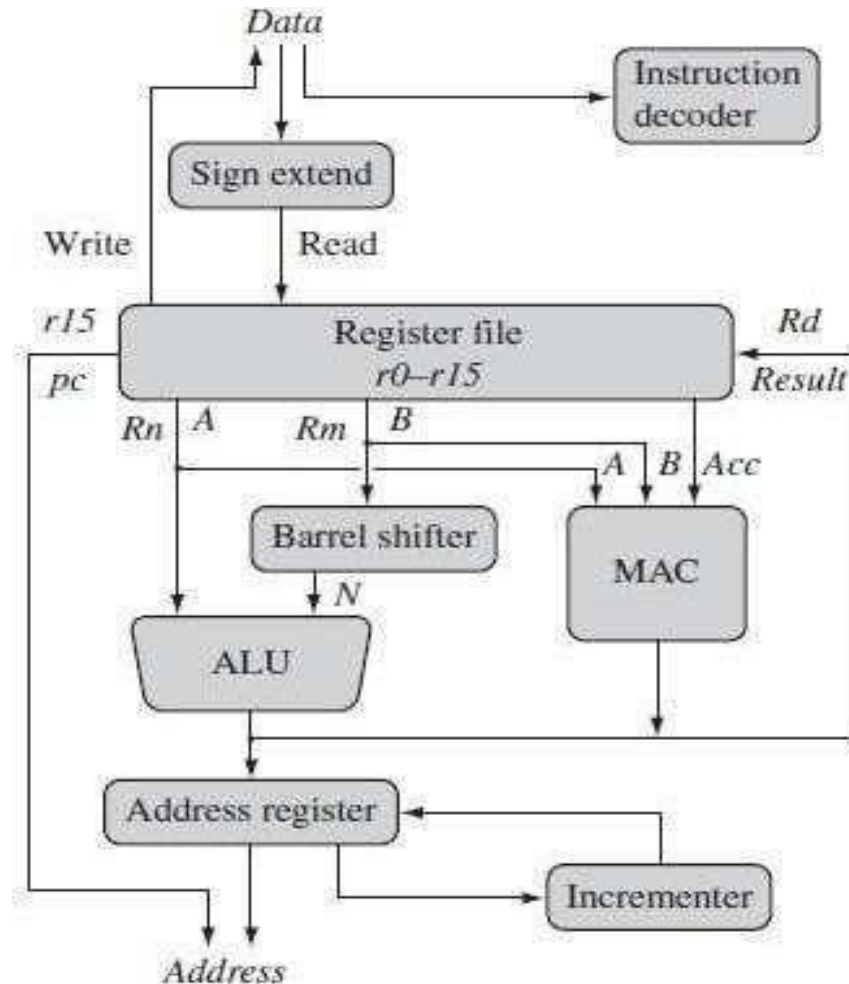 Data
Instruction
decoder
Sign extend
Write
Read
r15
Register file
Rd
pc
r0–r15
Result
Rn
A
Rm
B
A
B
Acc
Barrel shifter
MAC
N
ALU
Address register
Incrementer
Address